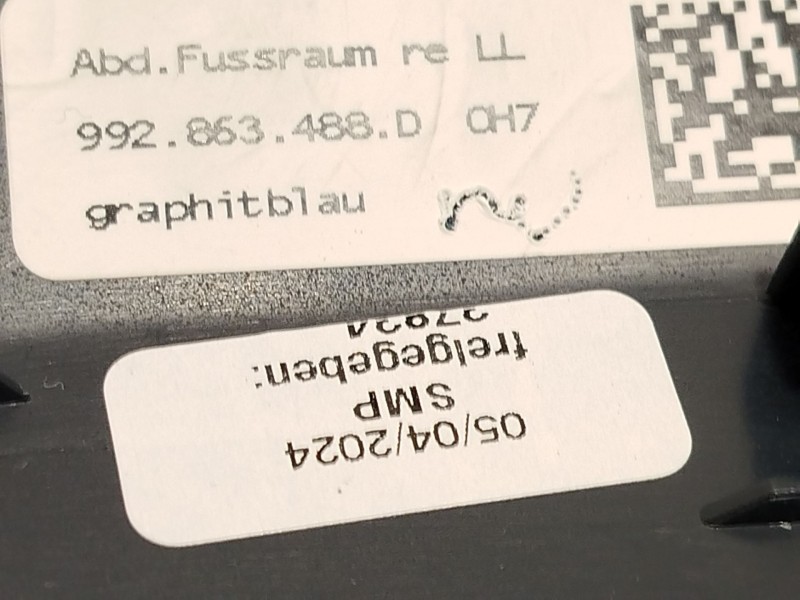 Abd.Fussraum re LL
992.863.488.D OH7
graphitblau
05/04/2024
SMP
freigegeben: